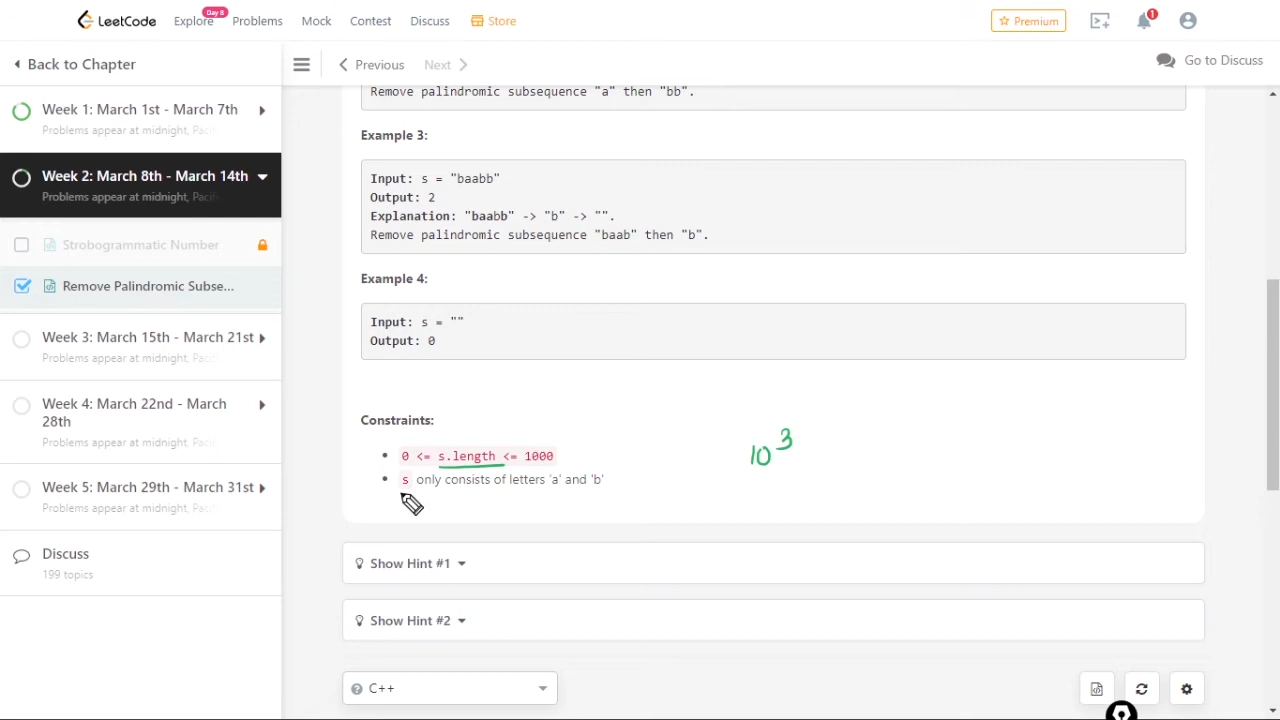 LeetCode
Explore
Day 8
Problems
Mock
Contest
Discuss
Store
Premium
1
Back to Chapter
Previous
Next
Go to Discuss
Week 1: March 1st - March 7th
Problems appear at midnight, Pacifi
Week 2: March 8th - March 14th
Problems appear at midnight, Pacifi
Strobogrammatic Number
Remove Palindromic Subse...
Week 3: March 15th - March 21st
Problems appear at midnight, Pacifi
Week 4: March 22nd - March
28th
Problems appear at midnight, Pacifi
Week 5: March 29th - March 31st
Problems appear at midnight, Pacifi
Discuss
199 topics
Remove palindromic subsequence "a" then "bb".
Example 3:
Input: s = "baabb"
Output: 2
Explanation: "baabb" -> "b" -> "".
Remove palindromic subsequence "baab" then "b".
Example 4:
Input: s = ""
Output: 0
Constraints:
0 <= s.length <= 1000
10 3
s only consists of letters 'a' and 'b'
Show Hint #1
Show Hint #2
C++